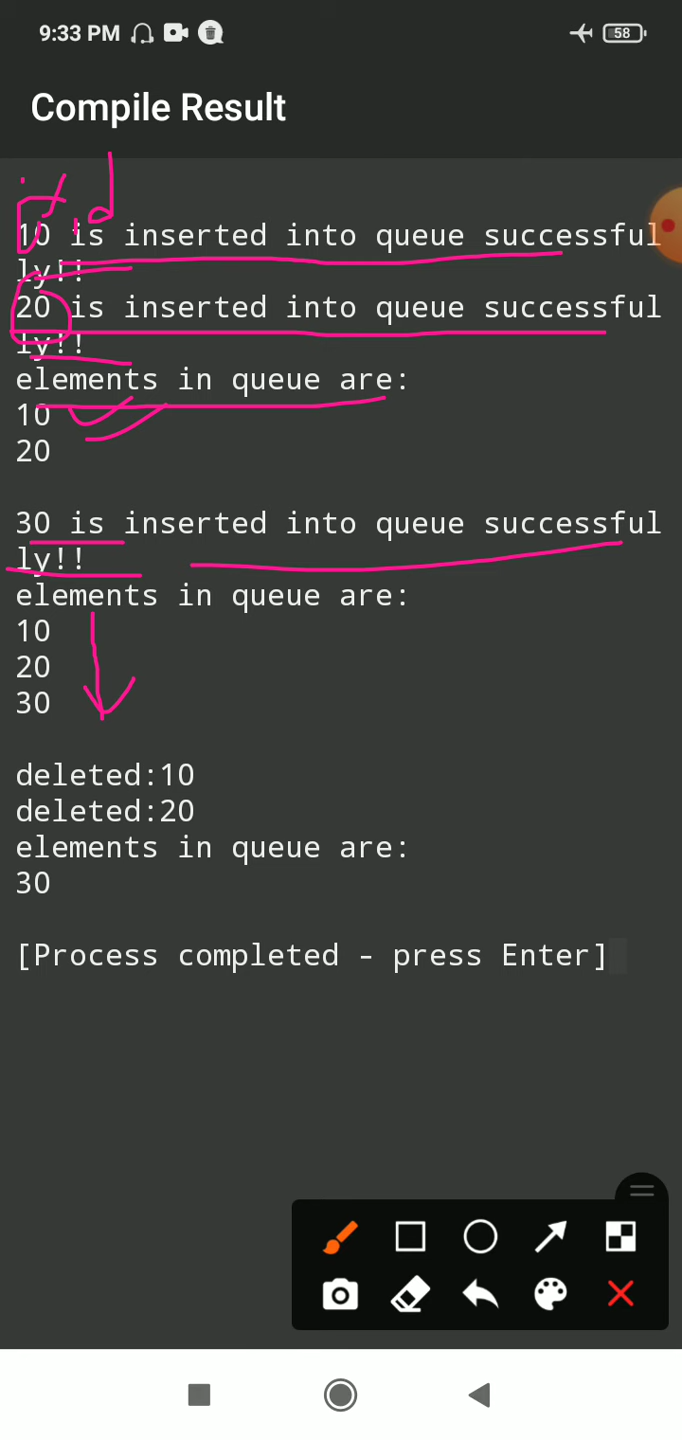 9:33 PM
58
Compile Result
%d
10 is inserted into queue successful
ly!!
20 is inserted into queue successful
ly!!
elements in queue are:
10
20
30 is inserted into queue successful
ly!!
elements in queue are:
10
20
30
deleted:10
deleted:20
elements in queue are:
30
[Process completed - press Enter]